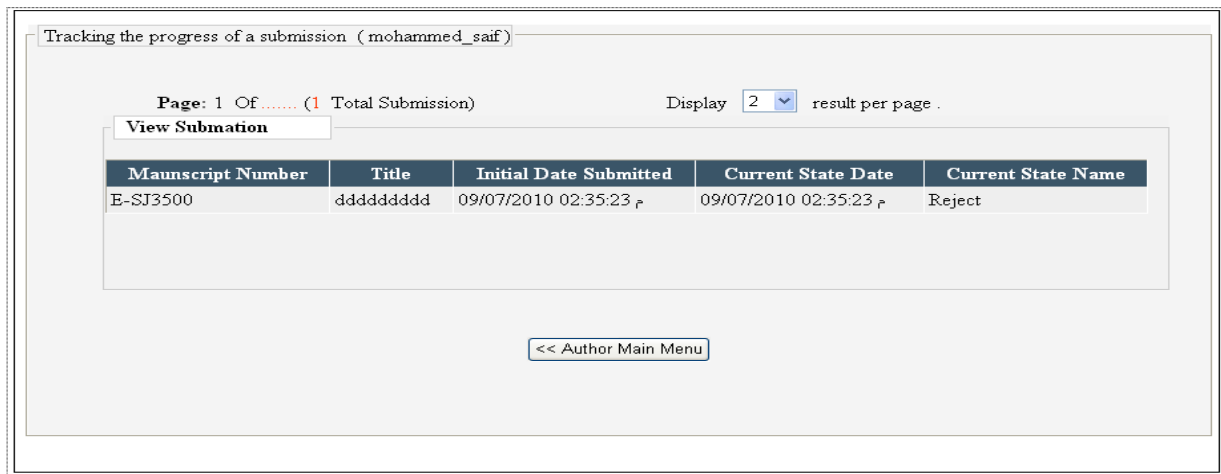 Tracking the progress of a submission ( mohammed_saif )
Page: 1 Of ....... (1 Total Submission) Display 2 result per page .
View Submation
Maunscript Number Title Initial Date Submitted Current State Date Current State Name
E-SJ3500 ddddddddd 09/07/2010 02:35:23 م 09/07/2010 02:35:23 م Reject
<< Author Main Menu